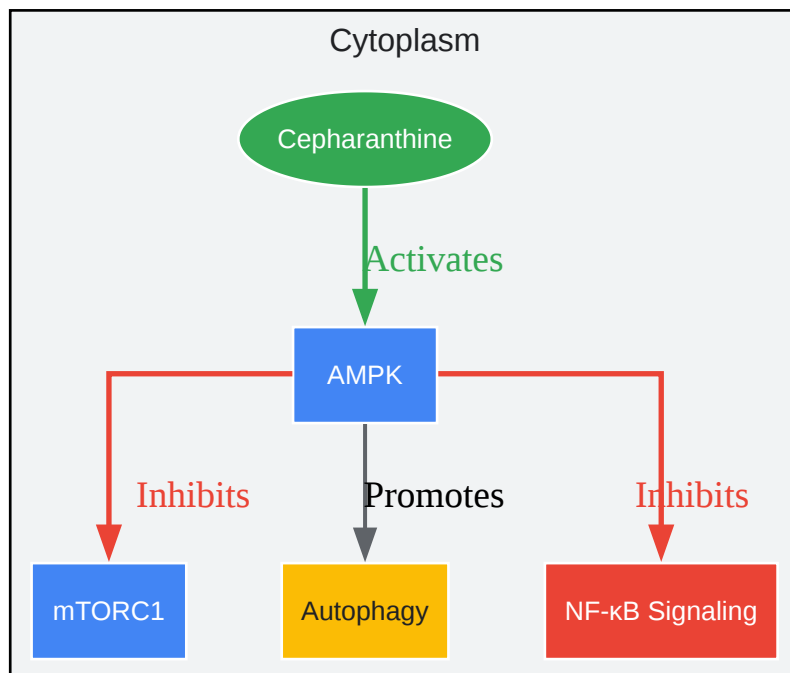 Cytoplasm
Cepharanthine
Activates
AMPK
Inhibits
Promotes
Inhibits
mTORC1
Autophagy
NF-κB Signaling